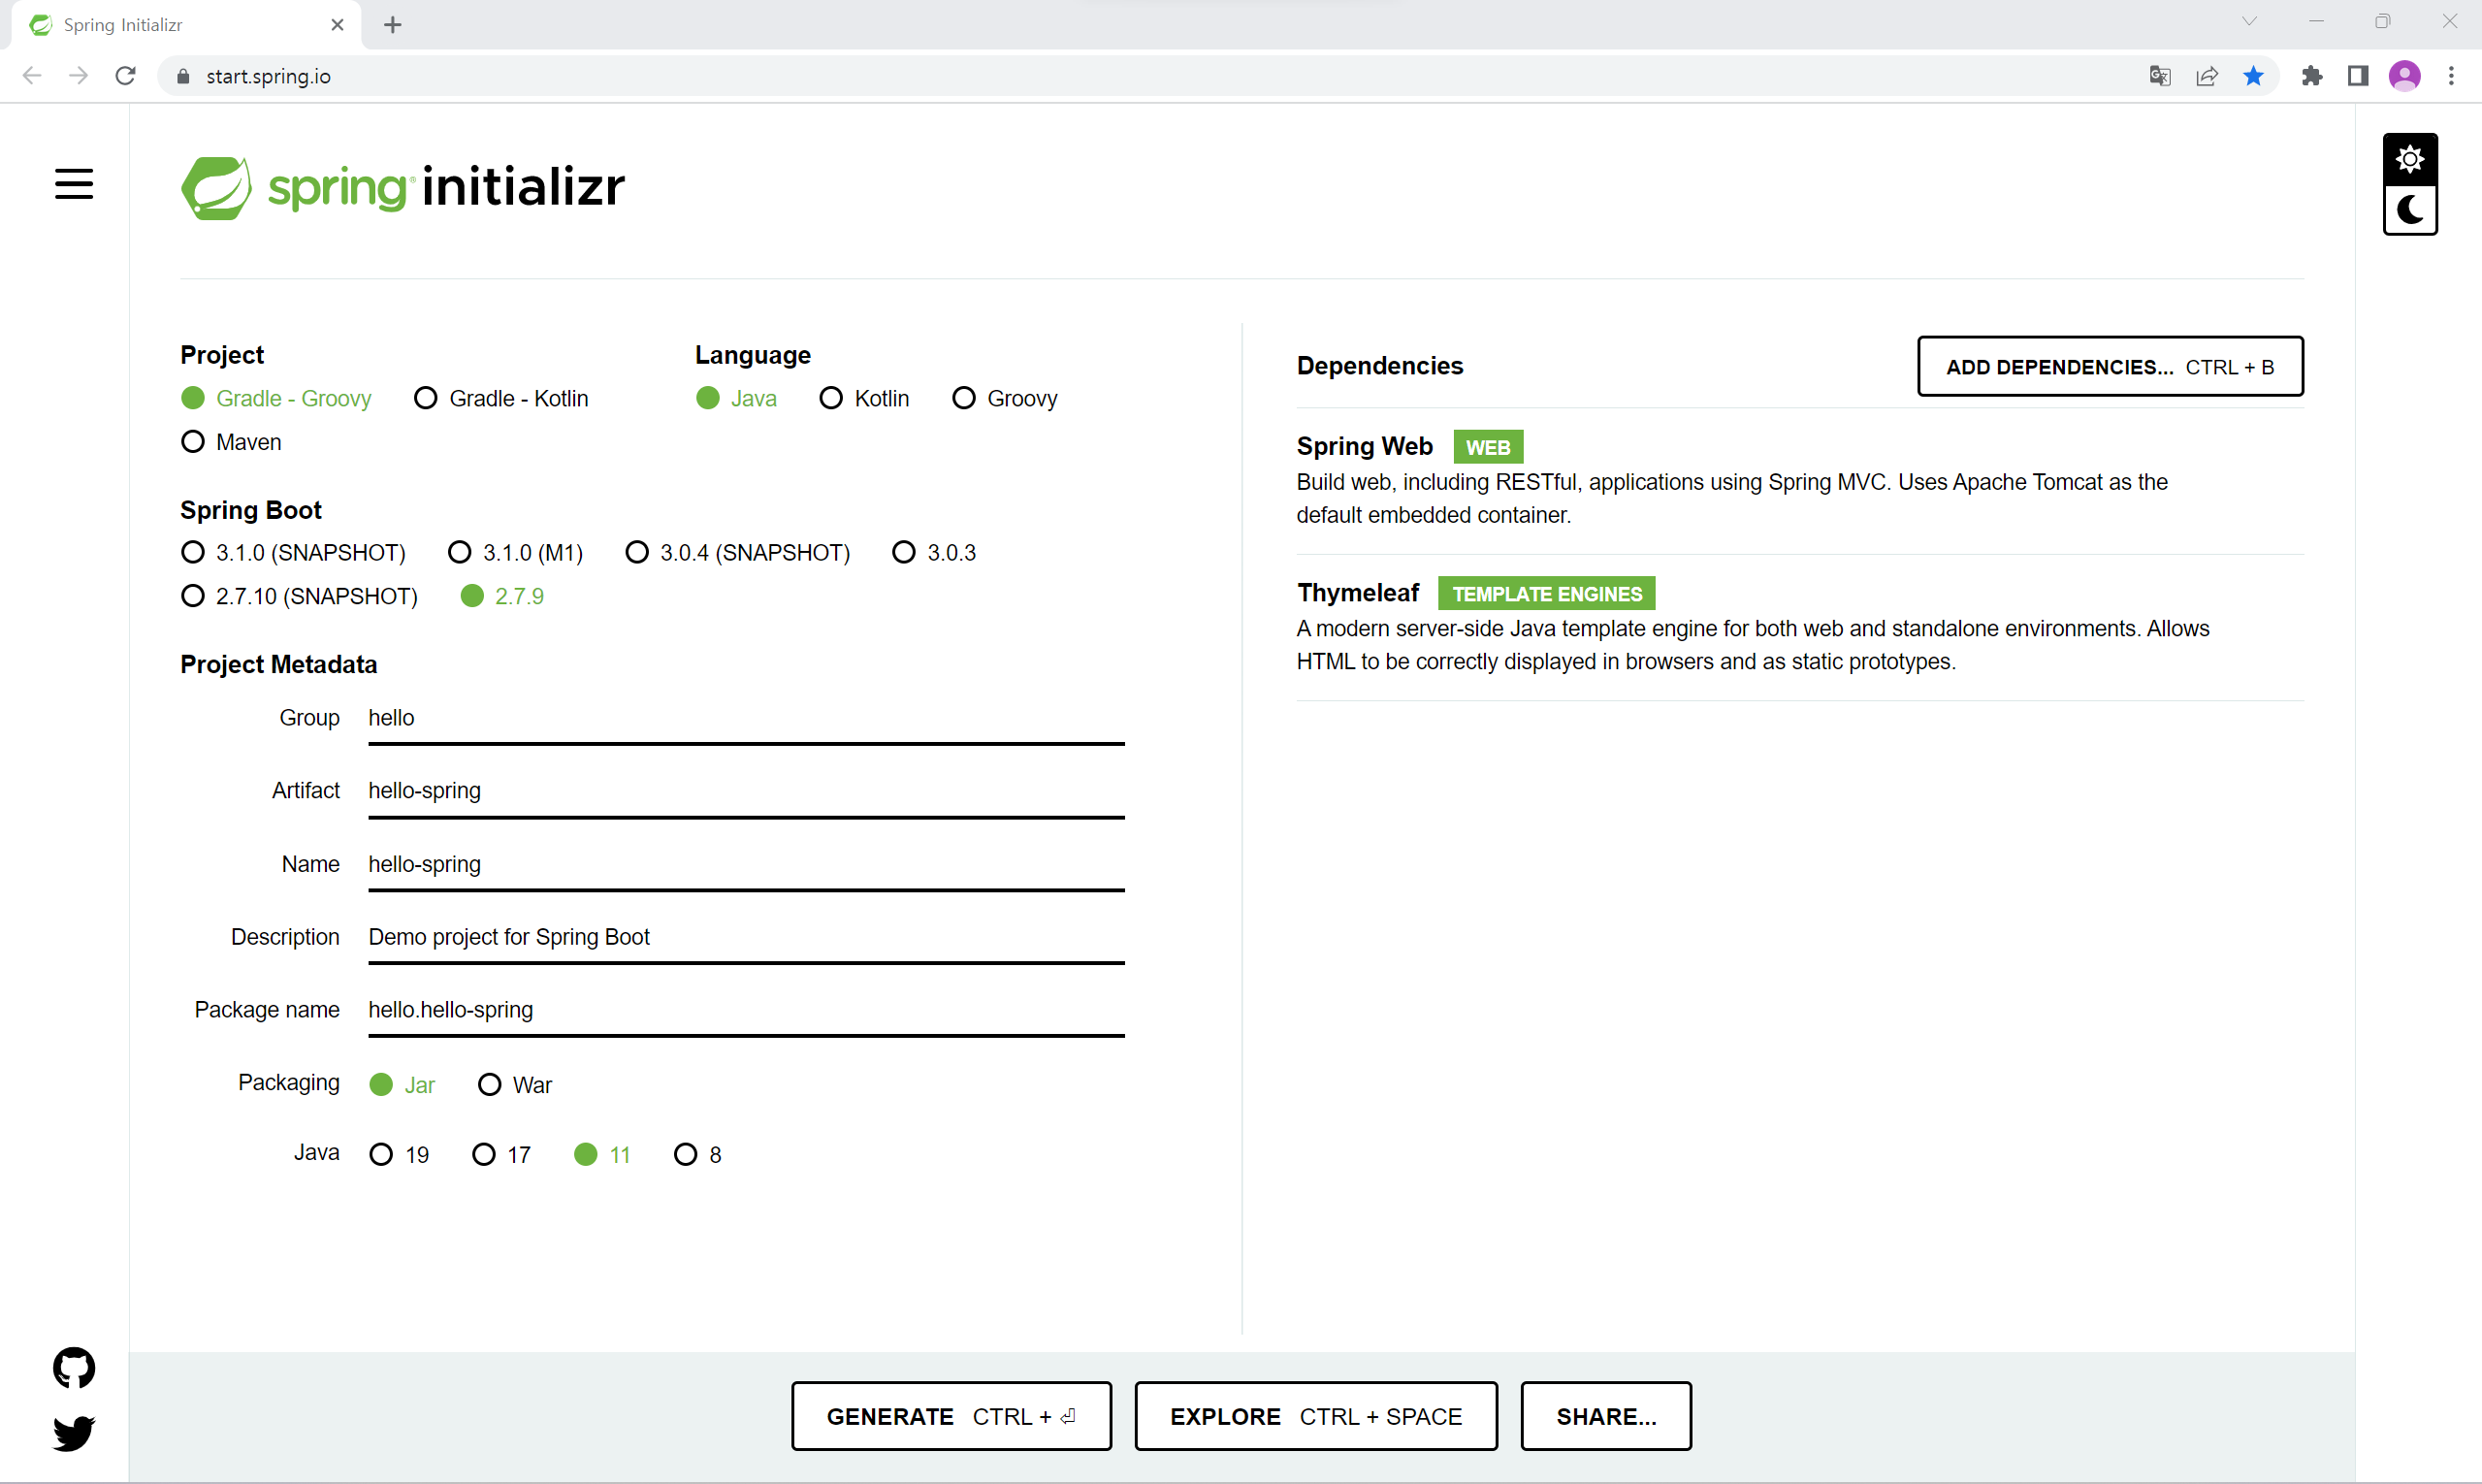 Spring Initializr
start.spring.io
spring initializr
Project
Gradle - Groovy Gradle - Kotlin
Maven
Language
Java Kotlin Groovy
Spring Boot
3.1.0 (SNAPSHOT) 3.1.0 (M1) 3.0.4 (SNAPSHOT) 3.0.3
2.7.10 (SNAPSHOT) 2.7.9
Project Metadata
Group hello
Artifact hello-spring
Name hello-spring
Description Demo project for Spring Boot
Package name hello.hello-spring
Packaging Jar War
Java 19 17 11 8
Dependencies ADD DEPENDENCIES... CTRL + B
Spring Web WEB
Build web, including RESTful, applications using Spring MVC. Uses Apache Tomcat as the
default embedded container.
Thymeleaf TEMPLATE ENGINES
A modern server-side Java template engine for both web and standalone environments. Allows
HTML to be correctly displayed in browsers and as static prototypes.
GENERATE CTRL + ⏎ EXPLORE CTRL + SPACE SHARE...